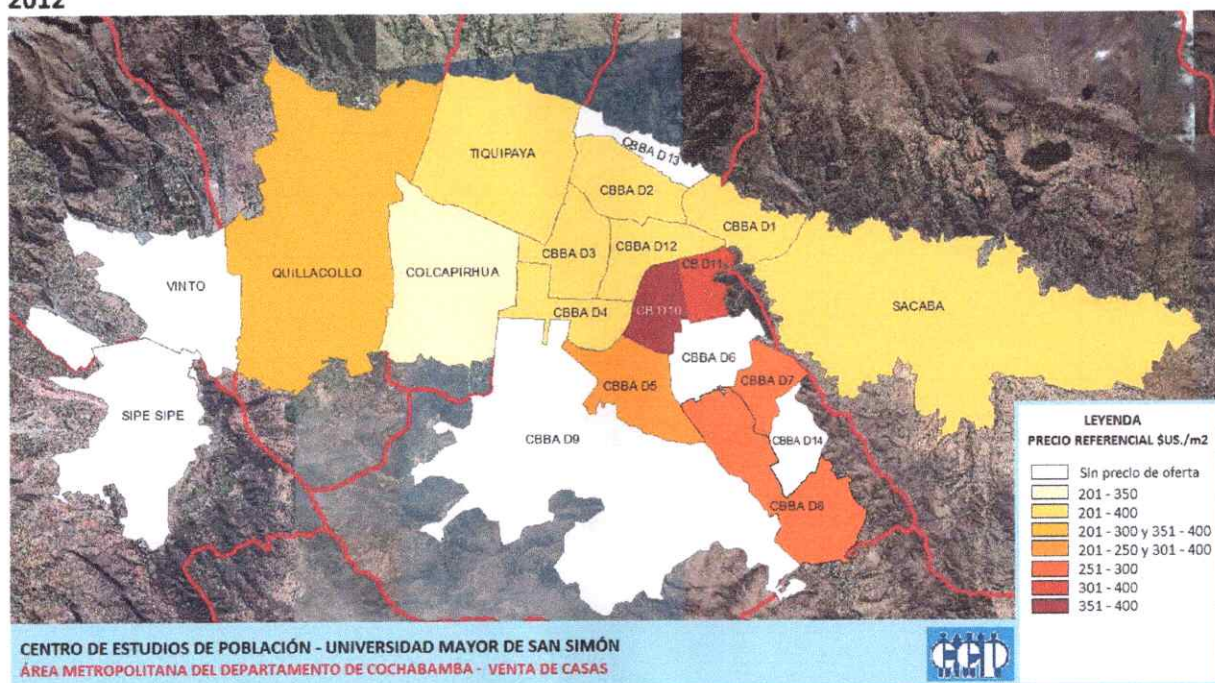 2012
CBBA D13
TIQUIPAYA
CBBA D2
CBBA D1
CBBA D3
CBBA D12
CB D11
VINTO
QUILLACOLLO
COLCAPIRHUA
SACABA
CBBA D4
CB D10
CBBA D6
CBBA D5
CBBA D7
SIPE SIPE
CBBA D9
CBBA D14
CBBA D8
LEYENDA
PRECIO REFERENCIAL $US./m2
Sin precio de oferta
201 - 350
201 - 400
201 - 300 y 351 - 400
201 - 250 y 301 - 400
251 - 300
301 - 400
351 - 400
CENTRO DE ESTUDIOS DE POBLACIÓN - UNIVERSIDAD MAYOR DE SAN SIMÓN
ÁREA METROPOLITANA DEL DEPARTAMENTO DE COCHABAMBA - VENTA DE CASAS
CEP